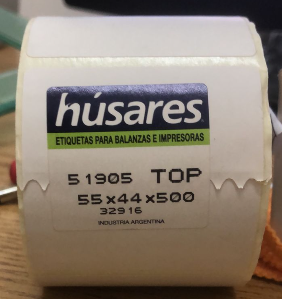 húsares
ETIQUETAS PARA BALANZAS E IMPRESORAS
51905 TOP
55x44x500
32916
INDUSTRIA ARGENTINA